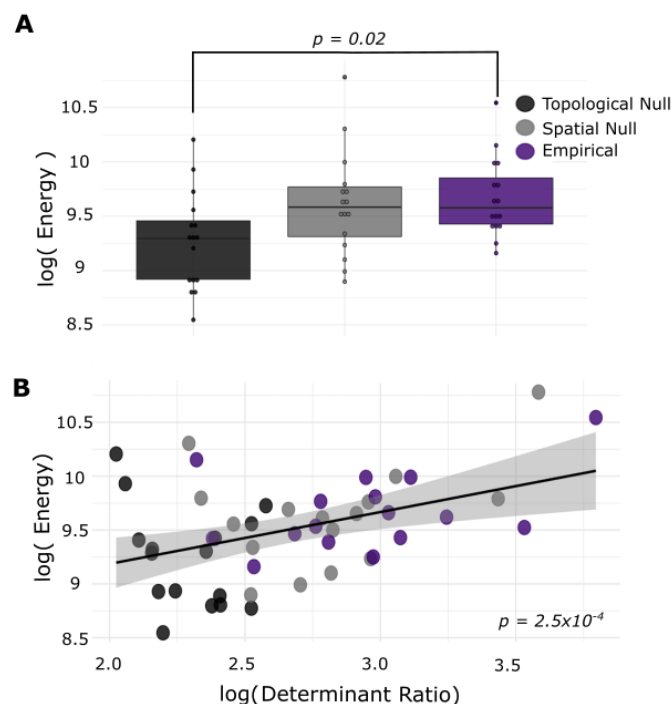 A
p = 0.02
log( Energy )
10.5
10
9.5
9
8.5
Topological Null
Spatial Null
Empirical
B
log( Energy)
10.5
10.0
9.5
9
8.5
p = 2.5x10⁻⁴
2.0
2.5
3.0
3.5
log(Determinant Ratio)